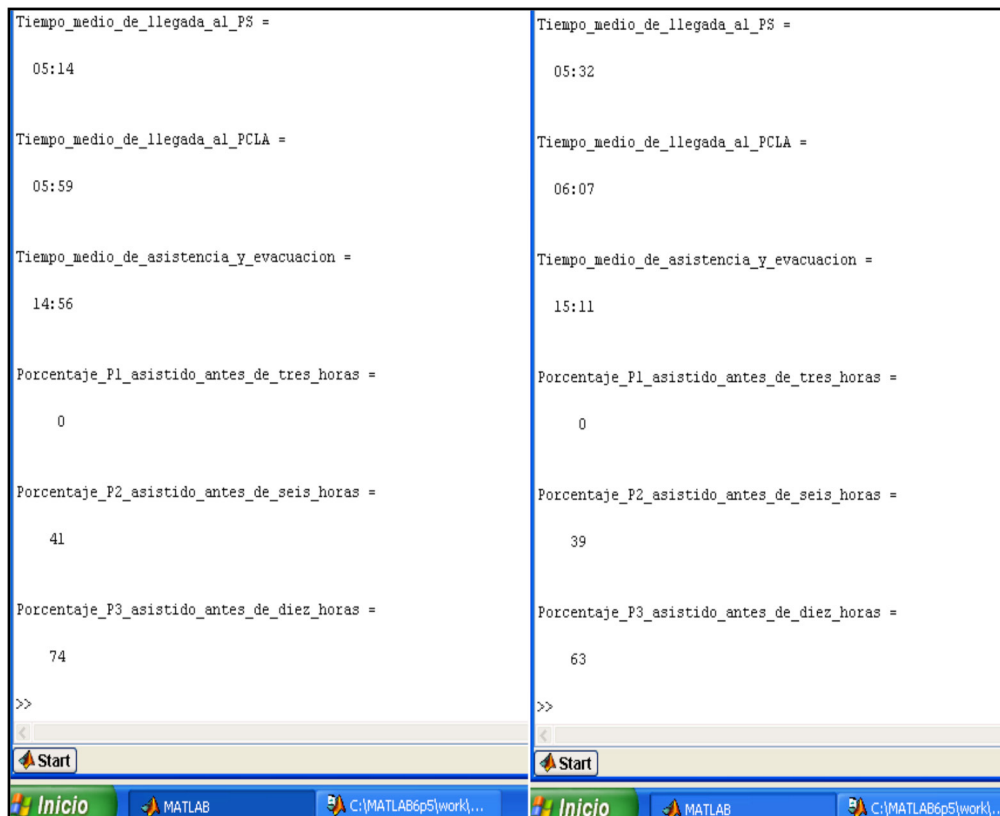 Tiempo_medio_de_llegada_al_PS =
05:14
Tiempo_medio_de_llegada_al_PCLA =
05:59
Tiempo_medio_de_asistencia_y_evacuacion =
14:56
Porcentaje_P1_asistido_antes_de_tres_horas =
0
Porcentaje_P2_asistido_antes_de_seis_horas =
41
Porcentaje_P3_asistido_antes_de_diez_horas =
74
>>
Start
Inicio
MATLAB
C:\MATLAB6p5\work\...
Tiempo_medio_de_llegada_al_PS =
05:32
Tiempo_medio_de_llegada_al_PCLA =
06:07
Tiempo_medio_de_asistencia_y_evacuacion =
15:11
Porcentaje_P1_asistido_antes_de_tres_horas =
0
Porcentaje_P2_asistido_antes_de_seis_horas =
39
Porcentaje_P3_asistido_antes_de_diez_horas =
63
>>
Start
Inicio
MATLAB
C:\MATLAB6p5\work\...